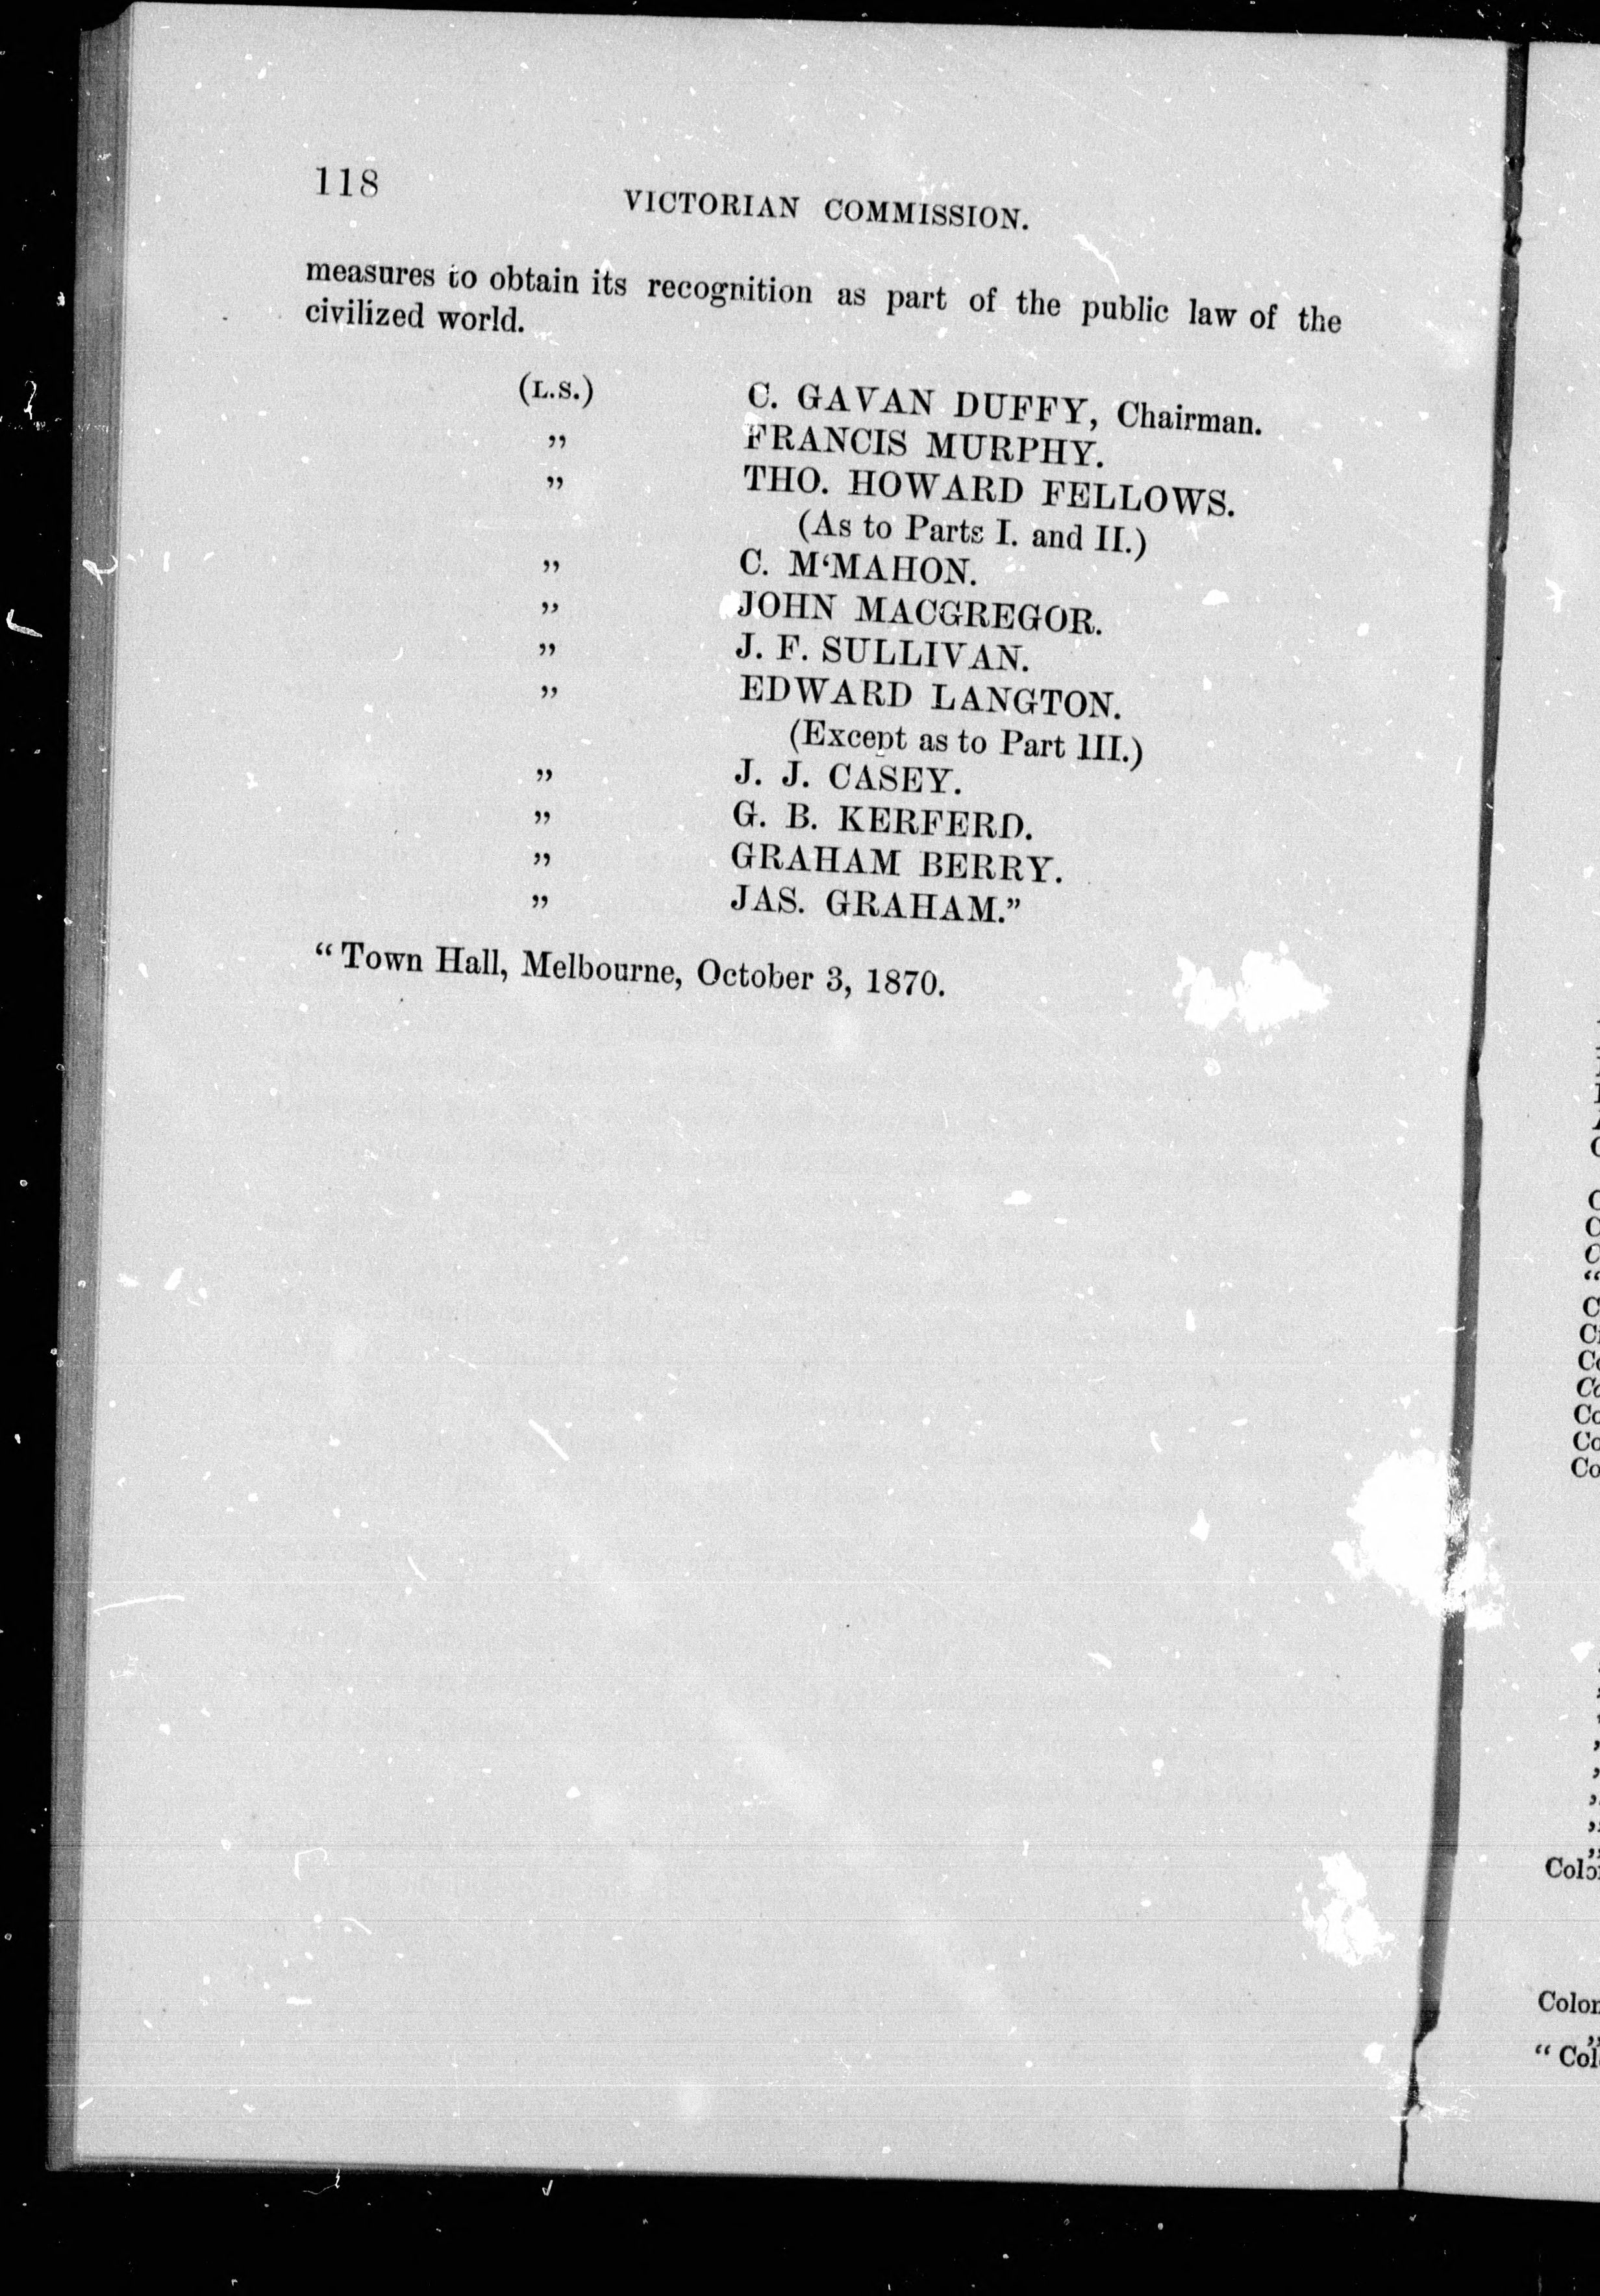 118
VICTORIAN COMMISSION.
measures to obtain its recognition as part of the public law of the
civilized world.
(L.S.) C. GAVAN DUFFY, Chairman.
” FRANCIS MURPHY.
” THO. HOWARD FELLOWS.
(As to Parts I. and II.)
” C. M‘MAHON.
” JOHN MACGREGOR.
” J. F. SULLIVAN.
” EDWARD LANGTON.
(Except as to Part III.)
” J. J. CASEY.
” G. B. KERFERD.
” GRAHAM BERRY.
” JAS. GRAHAM.”
“Town Hall, Melbourne, October 3, 1870.